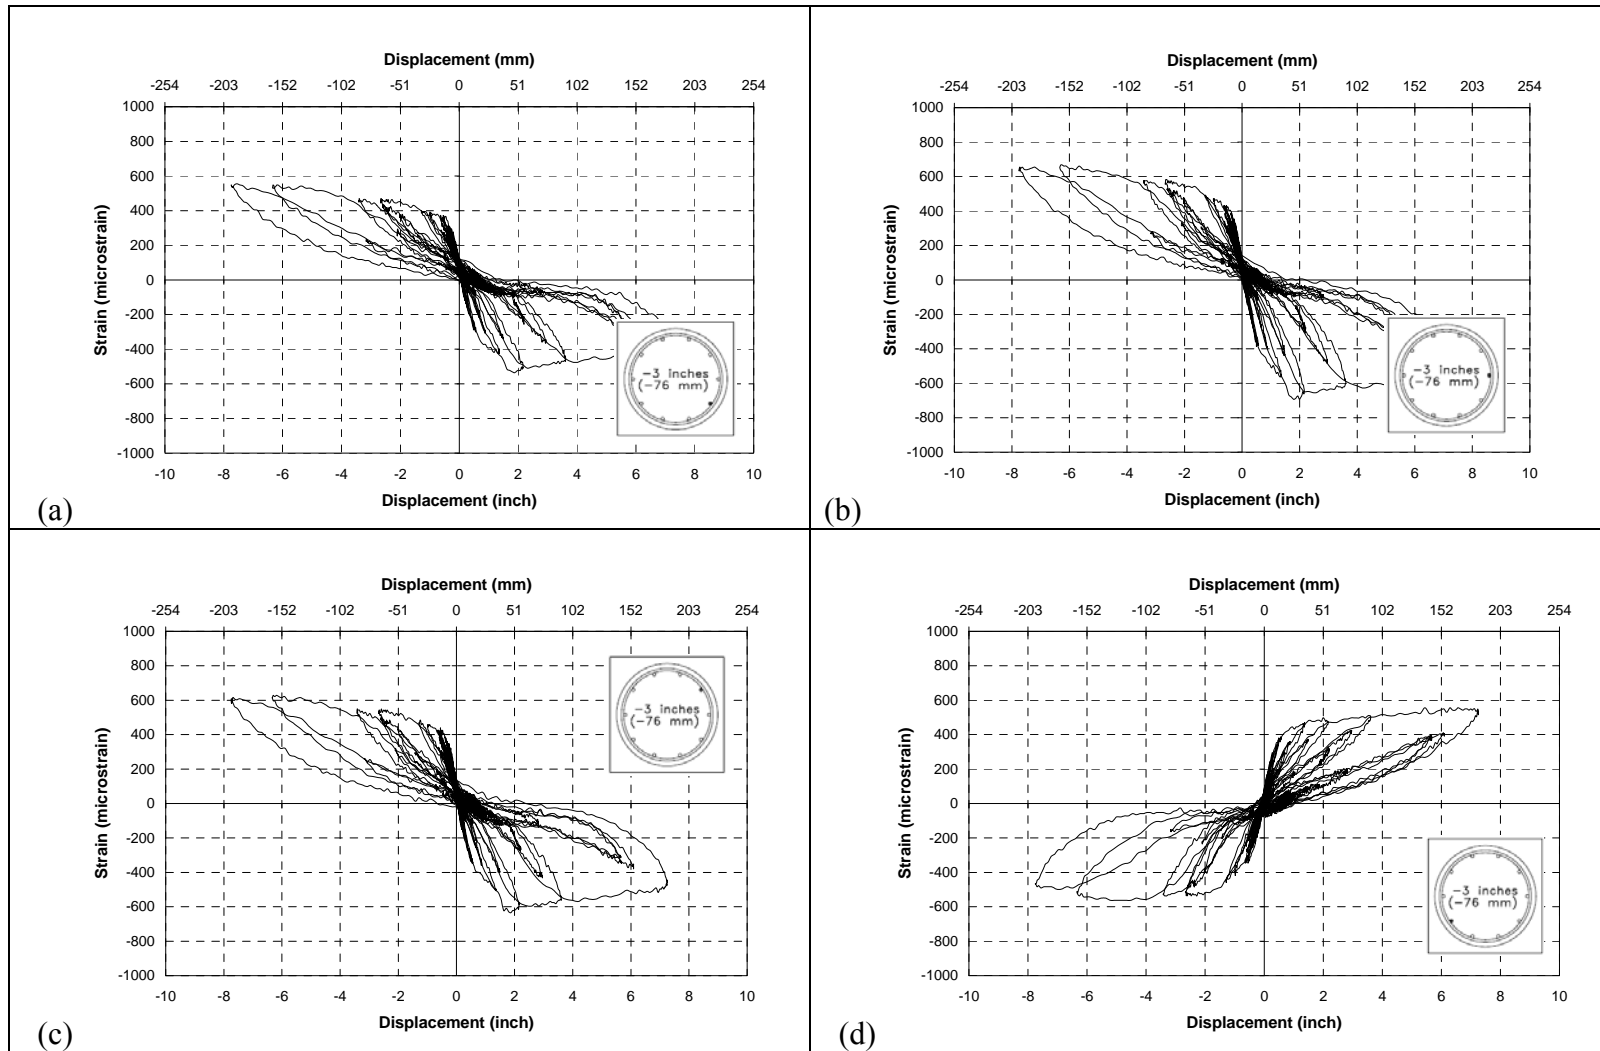 Displacement (mm)
-254 -203 -152 -102 -51 0 51 102 152 203 254
1000
800
600
400
200
0
-200
-400
-600
-800
-1000
Strain (microstrain)
-3 inches
(-76 mm)
-10 -8 -6 -4 -2 0 2 4 6 8 10
Displacement (inch)
(a)
Displacement (mm)
-254 -203 -152 -102 -51 0 51 102 152 203 254
1000
800
600
400
200
0
-200
-400
-600
-800
-1000
Strain (microstrain)
-3 inches
(-76 mm)
-10 -8 -6 -4 -2 0 2 4 6 8 10
Displacement (inch)
(b)
Displacement (mm)
-254 -203 -152 -102 -51 0 51 102 152 203 254
1000
800
600
400
200
0
-200
-400
-600
-800
-1000
Strain (microstrain)
-3 inches
(-76 mm)
-10 -8 -6 -4 -2 0 2 4 6 8 10
Displacement (inch)
(c)
Displacement (mm)
-254 -203 -152 -102 -51 0 51 102 152 203 254
1000
800
600
400
200
0
-200
-400
-600
-800
-1000
Strain (microstrain)
-3 inches
(-76 mm)
-10 -8 -6 -4 -2 0 2 4 6 8 10
Displacement (inch)
(d)